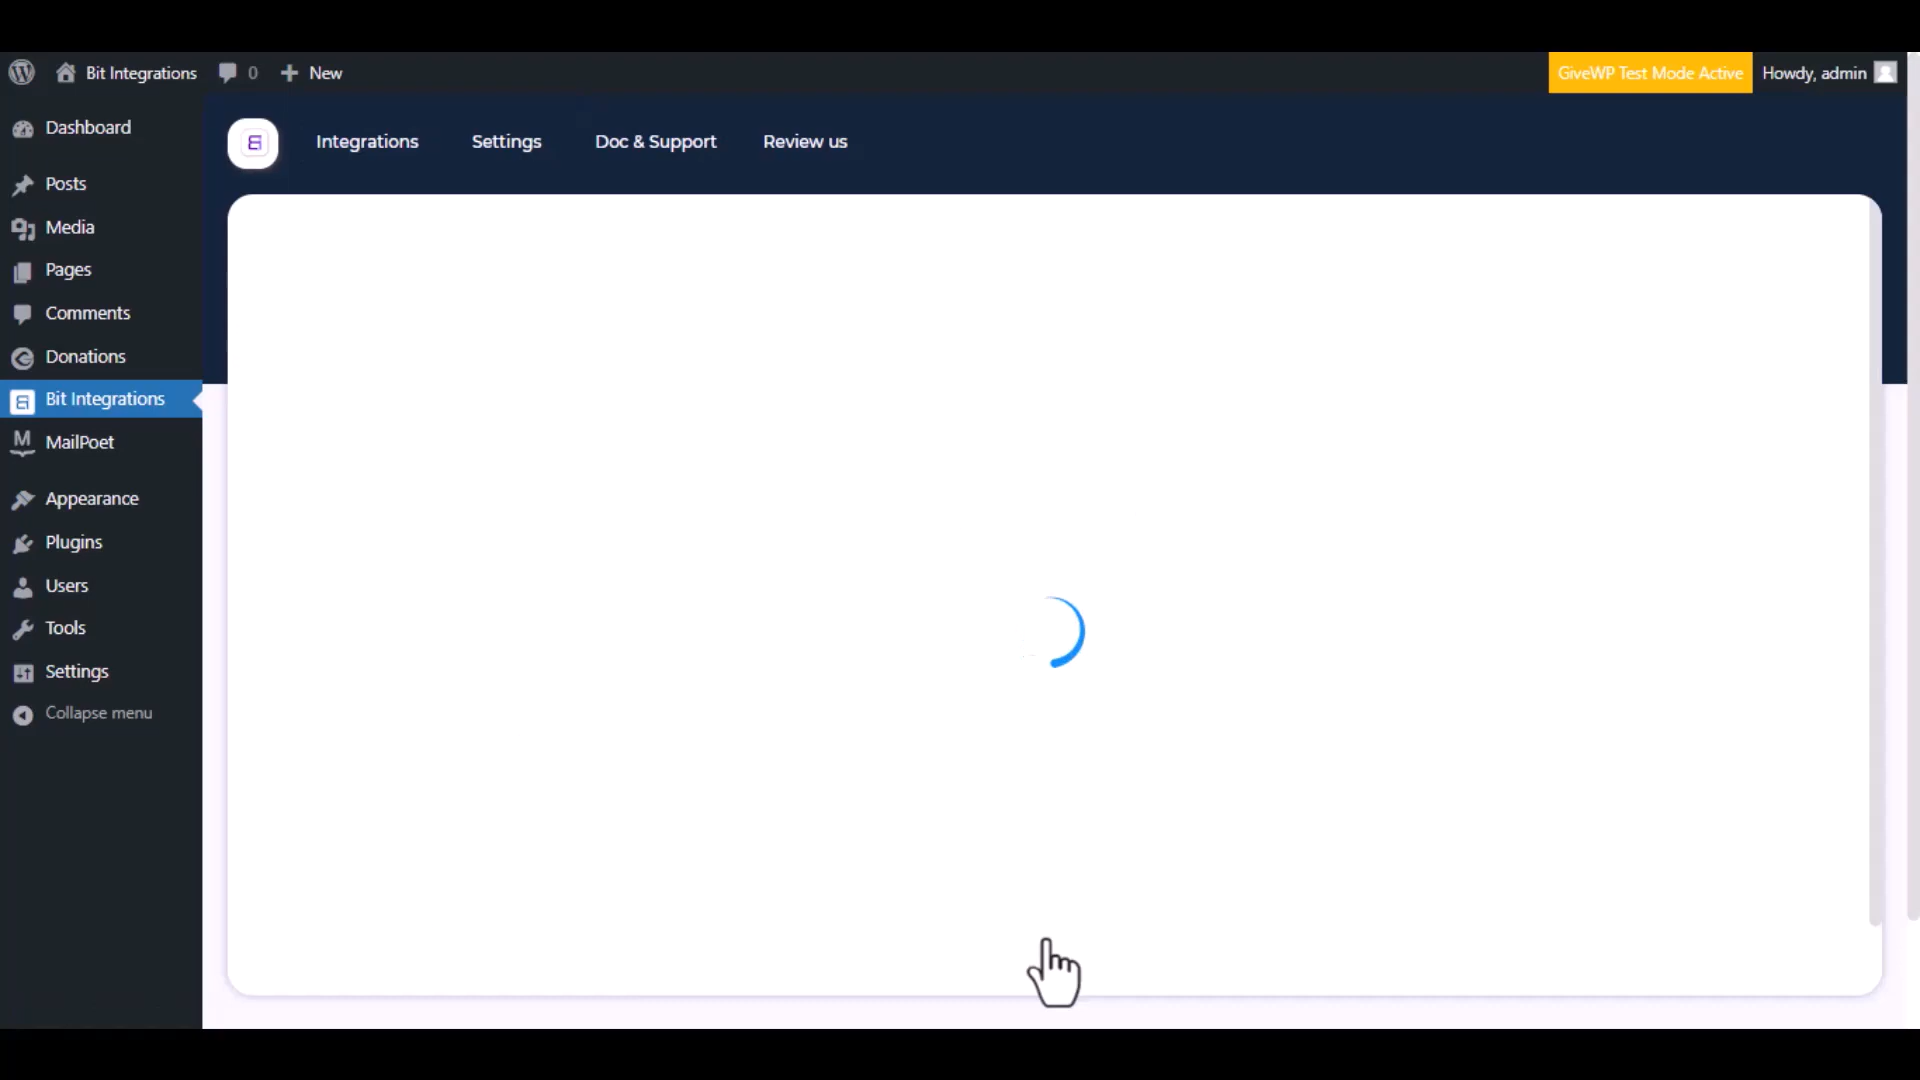 Bit Integrations
0
New
GiveWP Test Mode Active
Howdy, admin
Dashboard
Posts
Media
Pages
Comments
Donations
Bit Integrations
MailPoet
Appearance
Plugins
Users
Tools
Settings
Collapse menu
Integrations
Settings
Doc & Support
Review us